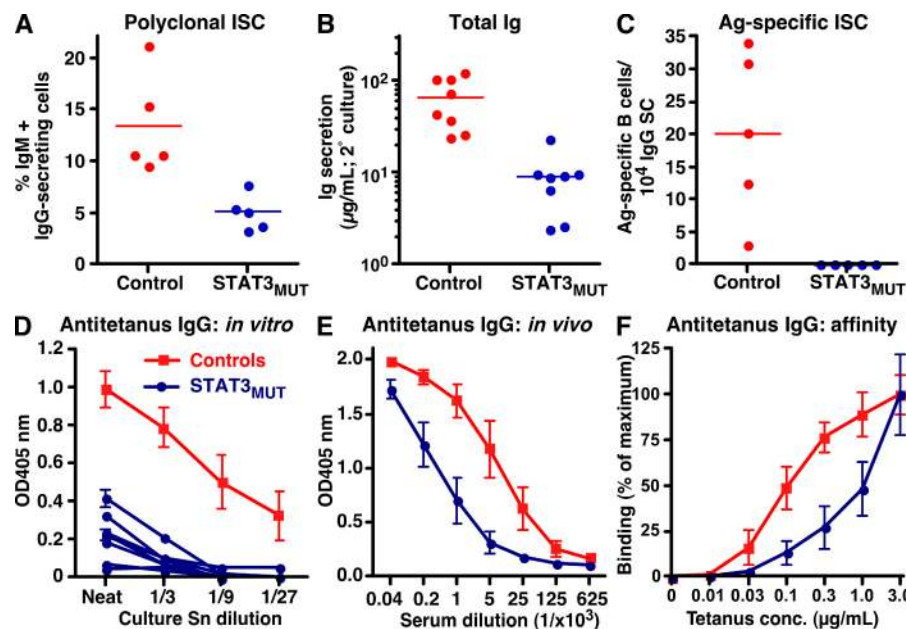 A Polyclonal ISC
% IgM +
IgG-secreting cells
20
15
10
5
0
Control STAT3MUT
B Total Ig
Ig secretion
(µg/mL; 2° culture)
10²
10¹
10⁰
Control STAT3MUT
C Ag-specific ISC
Ag-specific B cells/
10⁴ IgG SC
35
30
25
20
15
10
5
0
Control STAT3MUT
D Antitetanus IgG: in vitro
OD405 nm
1.2
1.0
0.8
0.6
0.4
0.2
0
Controls
STAT3MUT
Neat 1/3 1/9 1/27
Culture Sn dilution
E Antitetanus IgG: in vivo
OD405 nm
2.0
1.5
1.0
0.5
0.0
0.04 0.2 1 5 25 125 625
Serum dilution (1/x10³)
F Antitetanus IgG: affinity
Binding (% of maximum)
100
75
50
25
0
0 0.01 0.03 0.1 0.3 1.0 3.0
Tetanus conc. (µg/mL)